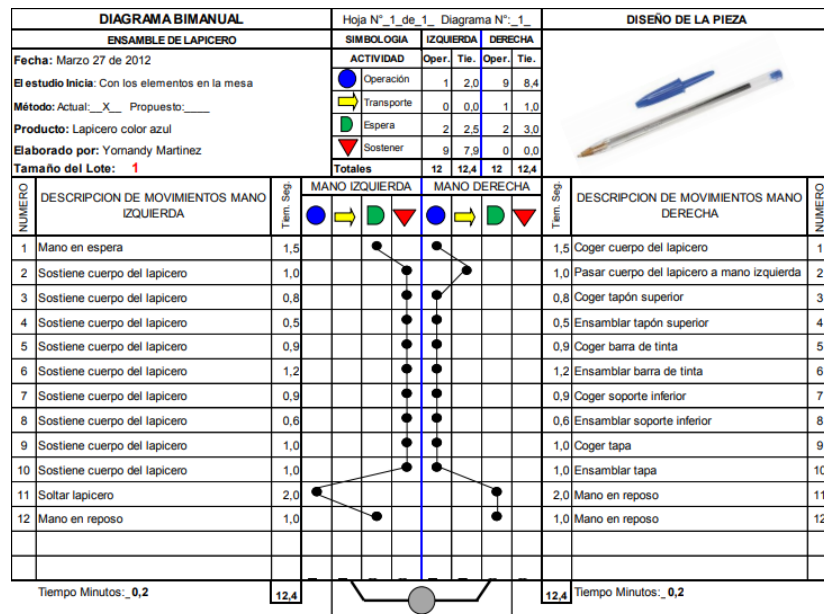 DIAGRAMA BIMANUAL
Hoja N°_1_de_1_ Diagrama N°:_1_
DISEÑO DE LA PIEZA
ENSAMBLE DE LAPICERO
SIMBOLOGIA IZQUIERDA DERECHA
Fecha: Marzo 27 de 2012
ACTIVIDAD Oper. Tie. Oper. Tie.
El estudio Inicia: Con los elementos en la mesa
Operación 1 2,0 9 8,4
Método: Actual:__X__ Propuesto:____
Transporte 0 0,0 1 1,0
Producto: Lapicero color azul
Espera 2 2,5 2 3,0
Elaborado por: Yornandy Martinez
Sostener 9 7,9 0 0,0
Tamaño del Lote: 1
Totales 12 12,4 12 12,4
NUMERO DESCRIPCION DE MOVIMIENTOS MANO IZQUIERDA Tiem. Seg. MANO IZQUIERDA MANO DERECHA Tiem. Seg. DESCRIPCION DE MOVIMIENTOS MANO DERECHA NUMERO
1 Mano en espera 1,5 1,5 Coger cuerpo del lapicero 1
2 Sostiene cuerpo del lapicero 1,0 1,0 Pasar cuerpo del lapicero a mano izquierda 2
3 Sostiene cuerpo del lapicero 0,8 0,8 Coger tapón superior 3
4 Sostiene cuerpo del lapicero 0,5 0,5 Ensamblar tapón superior 4
5 Sostiene cuerpo del lapicero 0,9 0,9 Coger barra de tinta 5
6 Sostiene cuerpo del lapicero 1,2 1,2 Ensamblar barra de tinta 6
7 Sostiene cuerpo del lapicero 0,9 0,9 Coger soporte inferior 7
8 Sostiene cuerpo del lapicero 0,6 0,6 Ensamblar soporte inferior 8
9 Sostiene cuerpo del lapicero 1,0 1,0 Coger tapa 9
10 Sostiene cuerpo del lapicero 1,0 1,0 Ensamblar tapa 10
11 Soltar lapicero 2,0 2,0 Mano en reposo 11
12 Mano en reposo 1,0 1,0 Mano en reposo 12
Tiempo Minutos:_ 0,2 12,4 12,4 Tiempo Minutos:_ 0,2